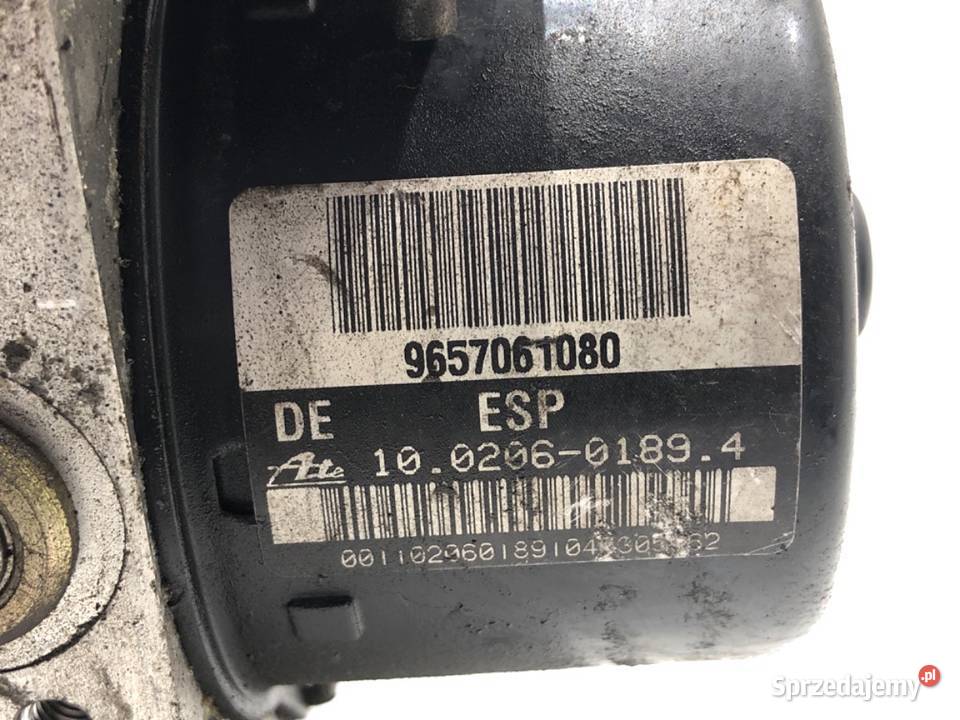 9657061080
DE ESP
Ate 10.0206-0189.4
Sprzedajemy.pl